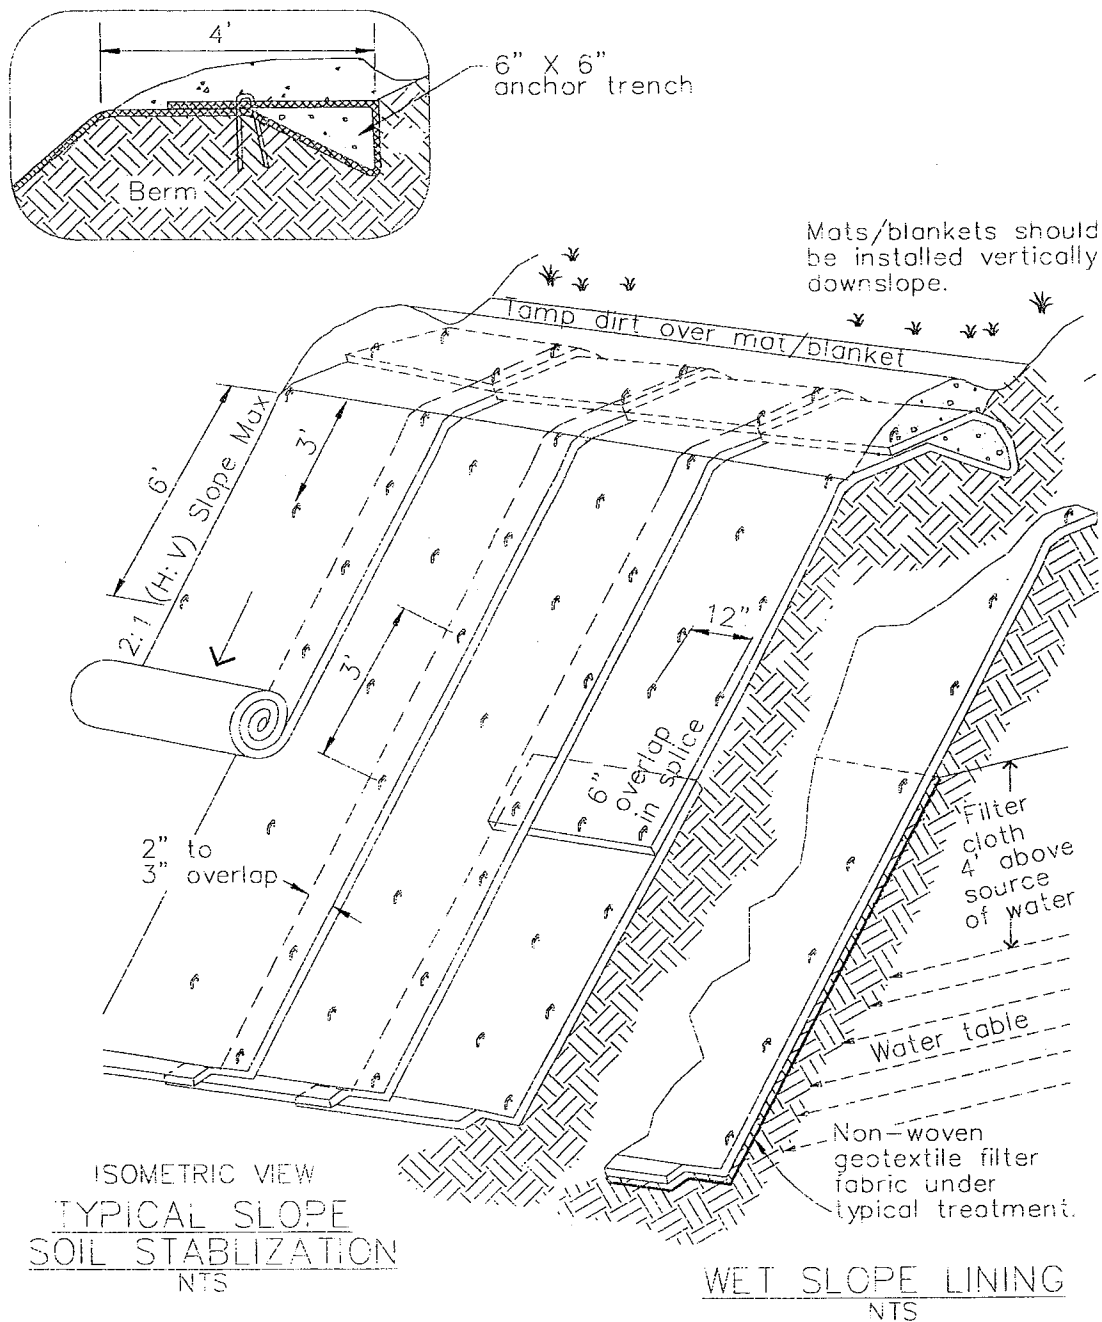 4'
6" X 6"
anchor trench
Berm
Mats/blankets should
be installed vertically
downslope.
Tamp dirt over mat/blanket
6'
2:1 (H:V) Slope Max
3'
12"
3'
6"
overlap
in splice
2" to
3" overlap
Filter
cloth
4' above
source
of water
Water table
Non-woven
geotextile filter
fabric under
typical treatment.
ISOMETRIC VIEW
TYPICAL SLOPE
SOIL STABLIZATION
NTS
WET SLOPE LINING
NTS